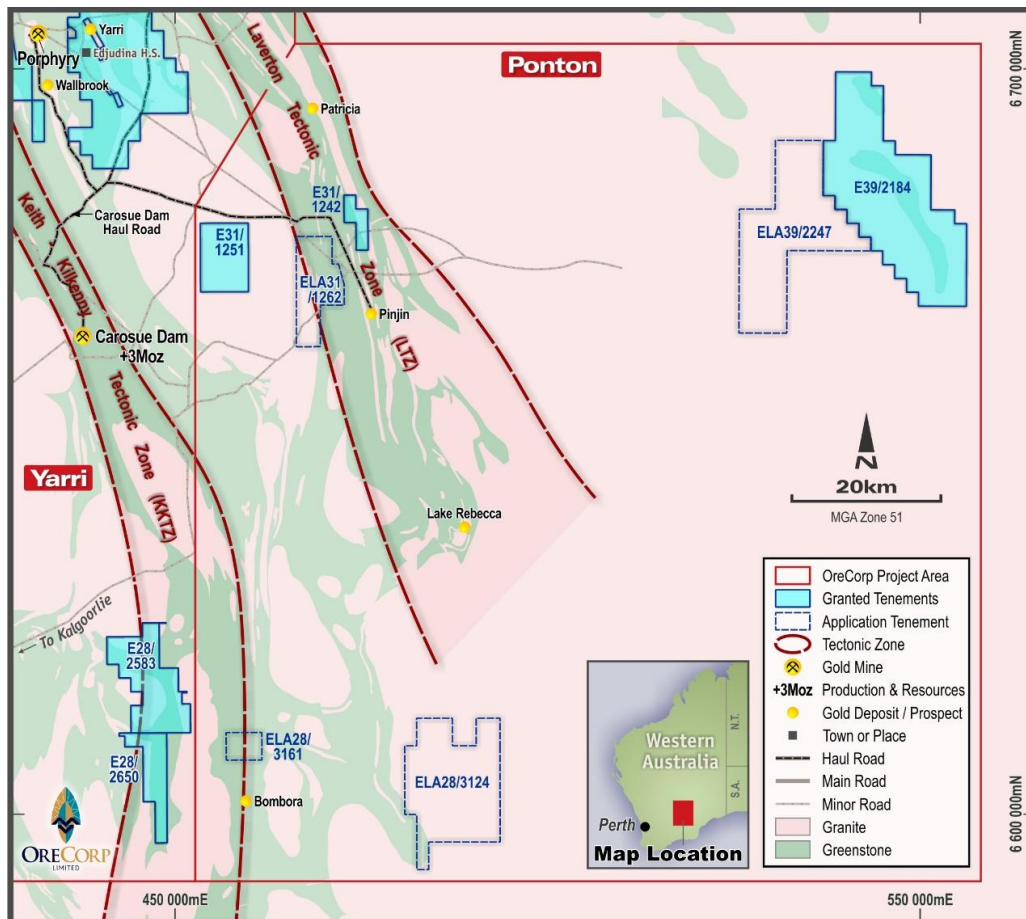 Yarri
Edjudina H.S.
Porphyry
Wallbrook
Laverton
Tectonic
Zone
(LTZ)
Patricia
Ponton
6 700 000mN
E31/
1242
E39/2184
ELA39/2247
Keith
Kilkenny
Tectonic
Zone
(KKTZ)
Carosue Dam
Haul Road
E31/
1251
ELA31
/1262
Pinjin
Carosue Dam
+3Moz
Yarri
Lake Rebecca
N
20km
MGA Zone 51
To Kalgoorlie
E28/
2583
E28/
2650
ELA28/
3161
Bombora
ELA28/3124
ORECORP
LIMITED
Western
Australia
N.T.
S.A.
Perth
Map Location
OreCorp Project Area
Granted Tenements
Application Tenement
Tectonic Zone
Gold Mine
+3Moz Production & Resources
Gold Deposit / Prospect
Town or Place
Haul Road
Main Road
Minor Road
Granite
Greenstone
6 600 000mN
450 000mE
550 000mE